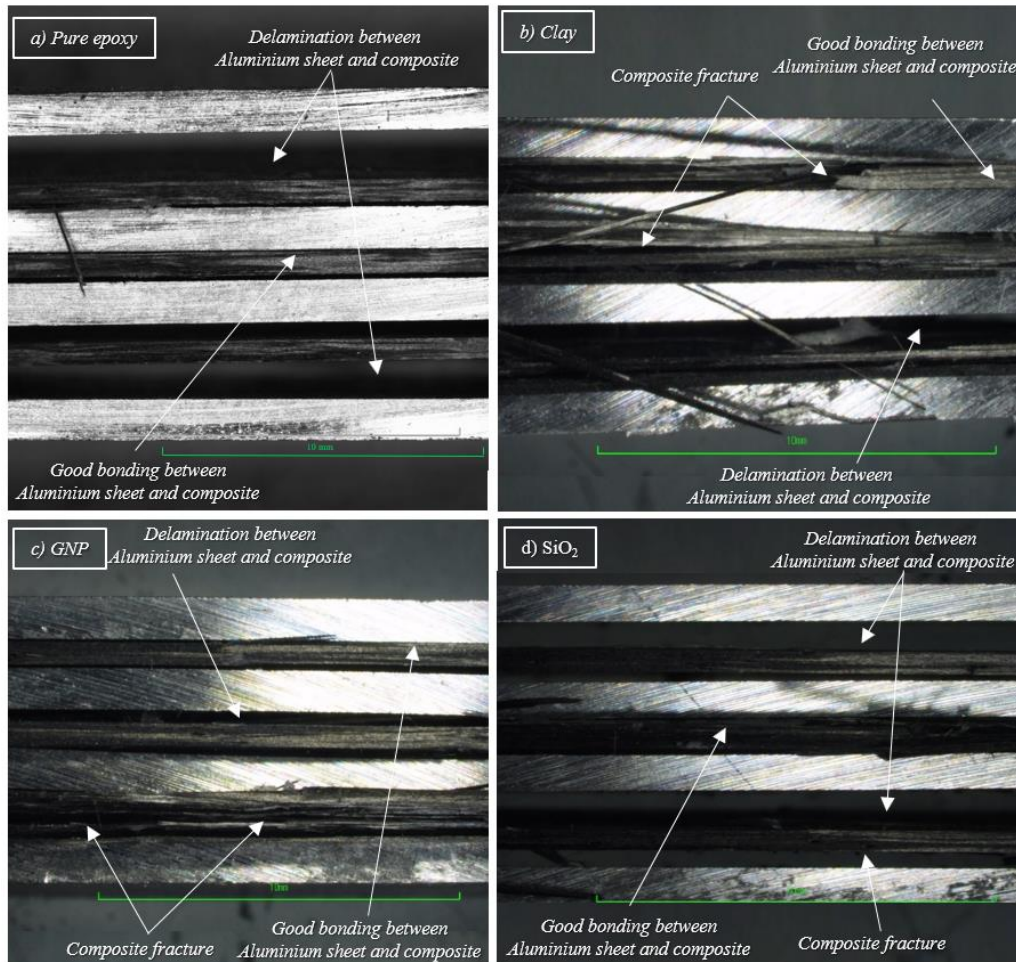 a) Pure epoxy
Delamination between
Aluminium sheet and composite
Good bonding between
Aluminium sheet and composite
10 mm
b) Clay
Composite fracture
Good bonding between
Aluminium sheet and composite
10mm
Delamination between
Aluminium sheet and composite
c) GNP
Delamination between
Aluminium sheet and composite
10mm
Composite fracture
Good bonding between
Aluminium sheet and composite
d) SiO₂
Delamination between
Aluminium sheet and composite
Good bonding between
Aluminium sheet and composite
Composite fracture